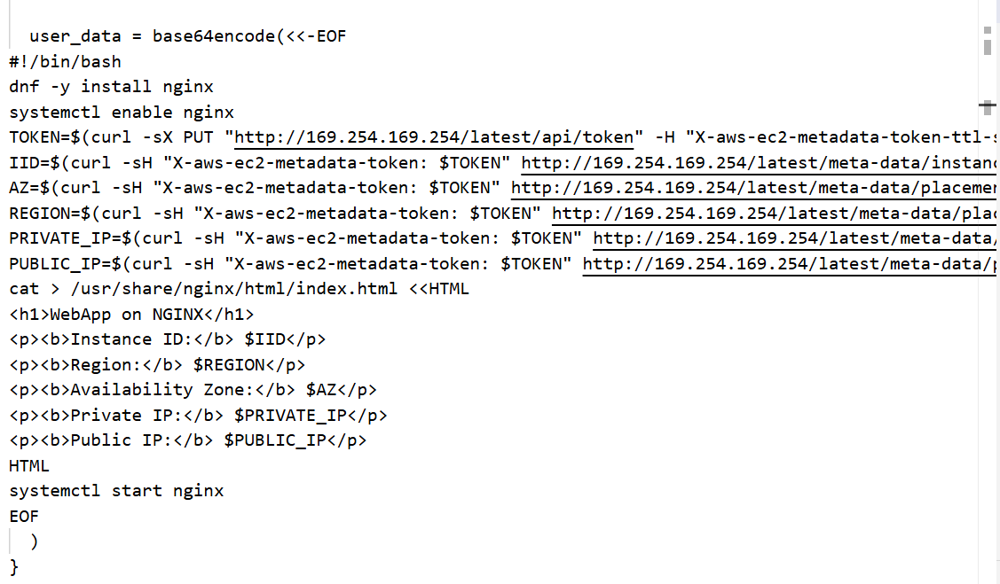 user_data = base64encode(<<-EOF
#!/bin/bash
dnf -y install nginx
systemctl enable nginx
TOKEN=$(curl -sX PUT "http://169.254.169.254/latest/api/token" -H "X-aws-ec2-metadata-token-ttl-s
IID=$(curl -sH "X-aws-ec2-metadata-token: $TOKEN" http://169.254.169.254/latest/meta-data/instanc
AZ=$(curl -sH "X-aws-ec2-metadata-token: $TOKEN" http://169.254.169.254/latest/meta-data/placemen
REGION=$(curl -sH "X-aws-ec2-metadata-token: $TOKEN" http://169.254.169.254/latest/meta-data/plac
PRIVATE_IP=$(curl -sH "X-aws-ec2-metadata-token: $TOKEN" http://169.254.169.254/latest/meta-data/
PUBLIC_IP=$(curl -sH "X-aws-ec2-metadata-token: $TOKEN" http://169.254.169.254/latest/meta-data/p
cat > /usr/share/nginx/html/index.html <<HTML
<h1>WebApp on NGINX</h1>
<p><b>Instance ID:</b> $IID</p>
<p><b>Region:</b> $REGION</p>
<p><b>Availability Zone:</b> $AZ</p>
<p><b>Private IP:</b> $PRIVATE_IP</p>
<p><b>Public IP:</b> $PUBLIC_IP</p>
HTML
systemctl start nginx
EOF
)
}